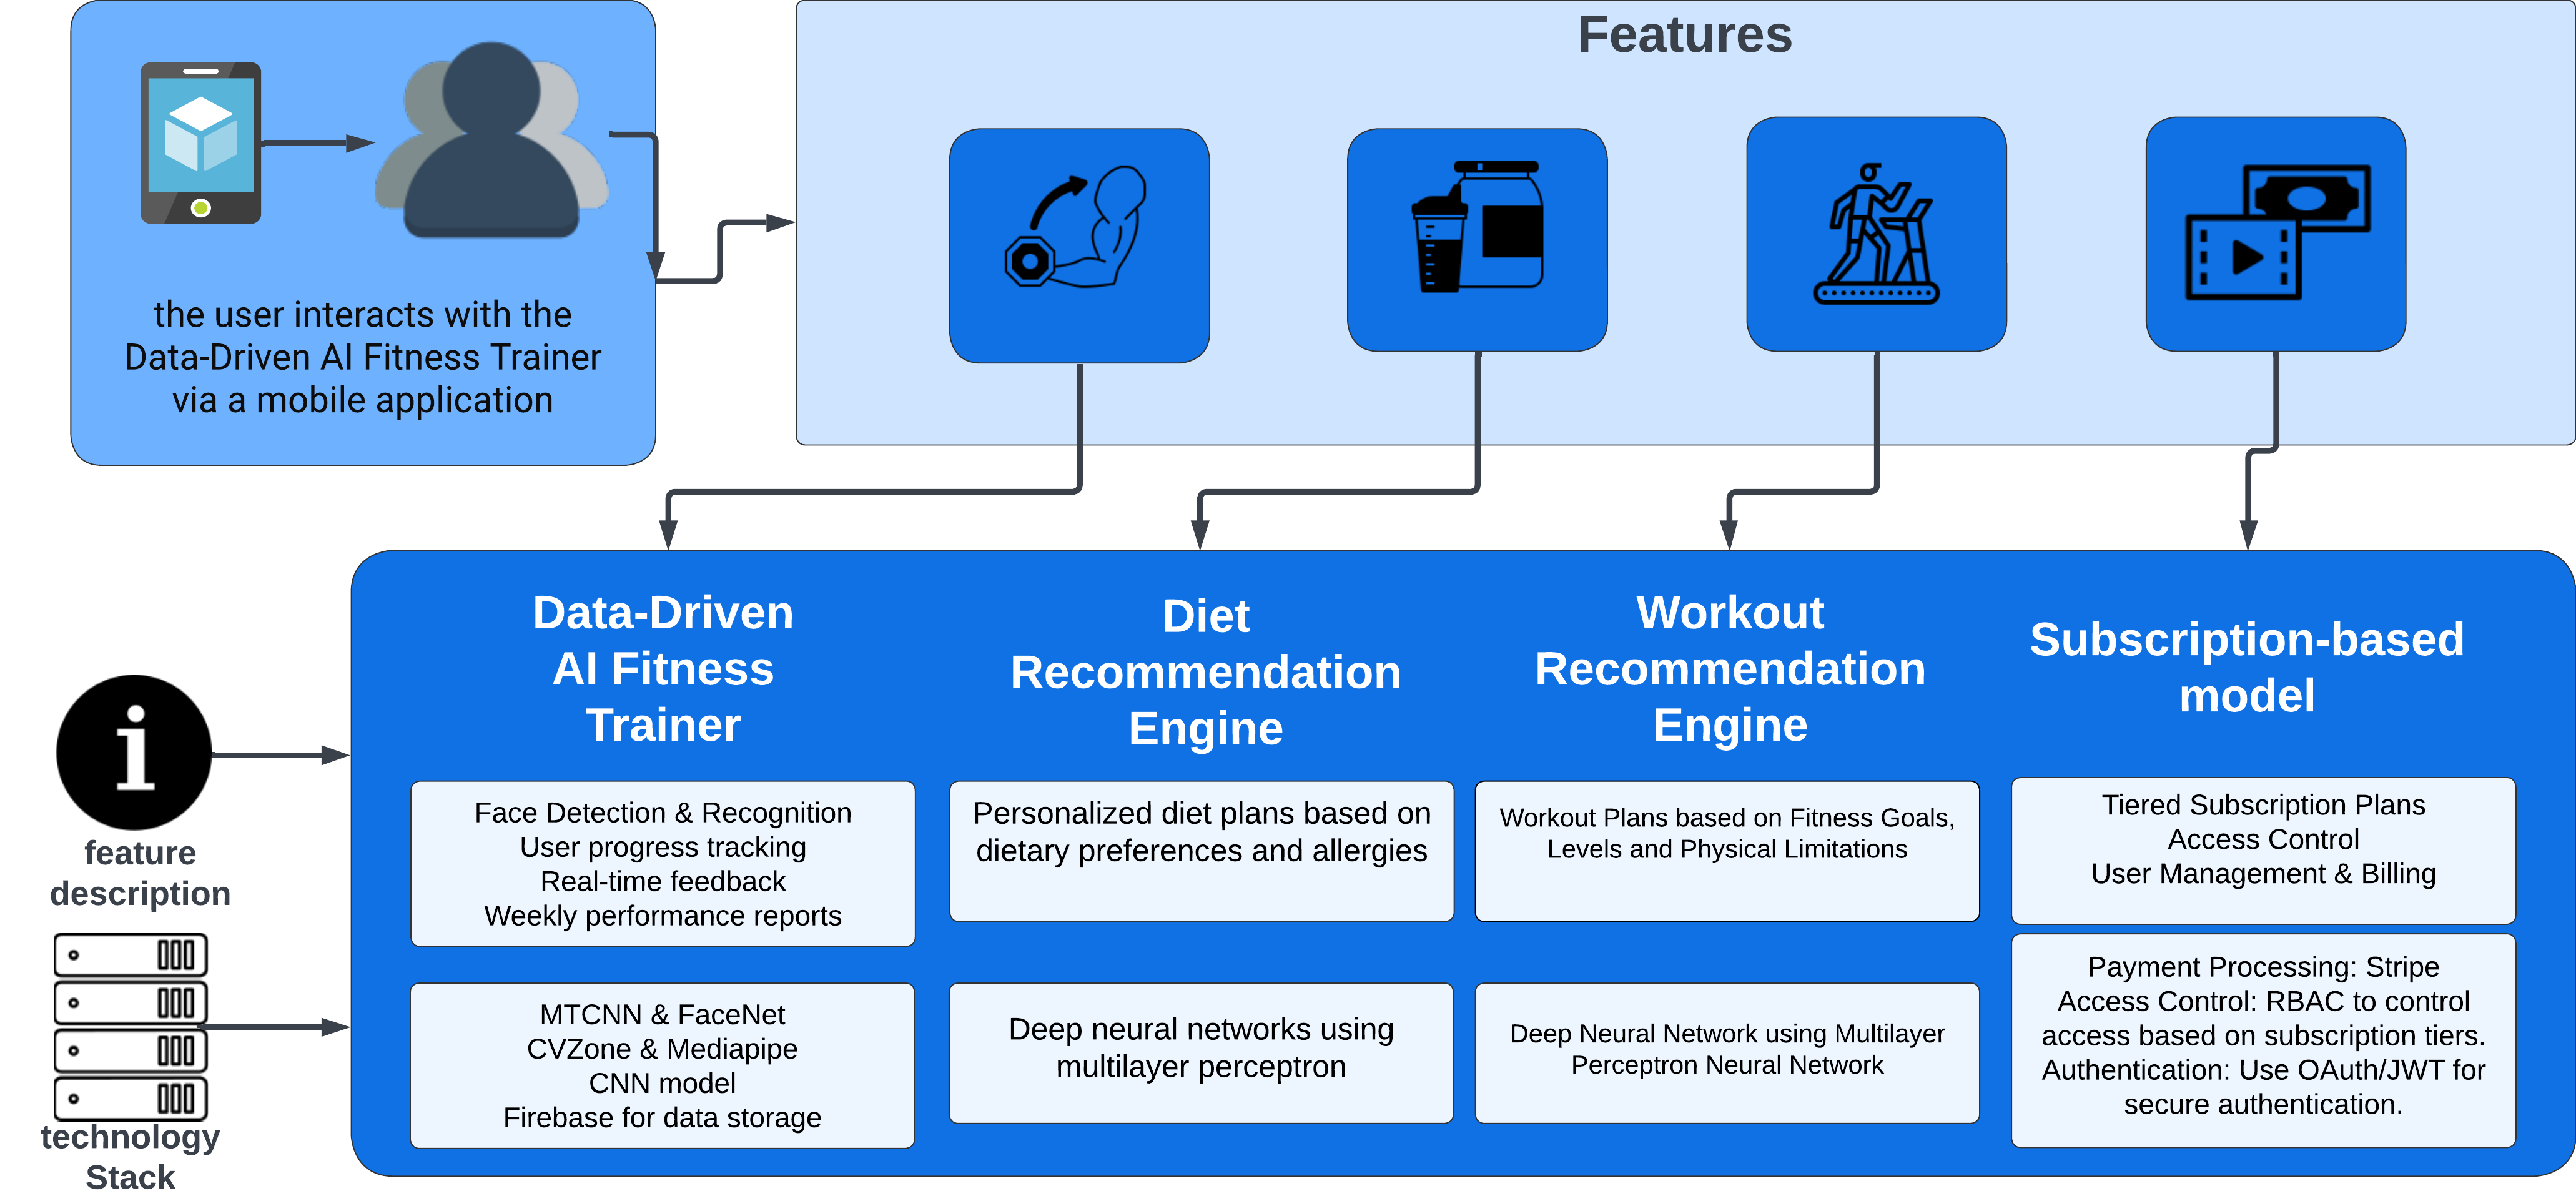 Features
the user interacts with the
Data-Driven AI Fitness Trainer
via a mobile application
Data-Driven
AI Fitness
Trainer
Diet
Recommendation
Engine
Workout
Recommendation
Engine
Subscription-based
model
i
feature
description
Face Detection & Recognition
User progress tracking
Real-time feedback
Weekly performance reports
Personalized diet plans based on
dietary preferences and allergies
Workout Plans based on Fitness Goals,
Levels and Physical Limitations
Tiered Subscription Plans
Access Control
User Management & Billing
technology
Stack
MTCNN & FaceNet
CVZone & Mediapipe
CNN model
Firebase for data storage
Deep neural networks using
multilayer perceptron
Deep Neural Network using Multilayer
Perceptron Neural Network
Payment Processing: Stripe
Access Control: RBAC to control
access based on subscription tiers.
Authentication: Use OAuth/JWT for
secure authentication.